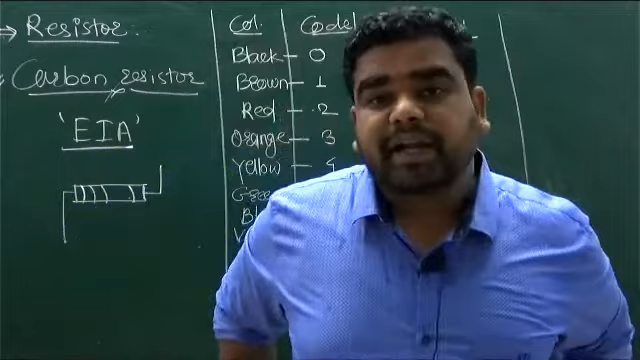 Resistor
Carbon resistor
'EIA'
Col. Code
Black 0
Brown 1
Red 2
Orange 3
Yellow 4